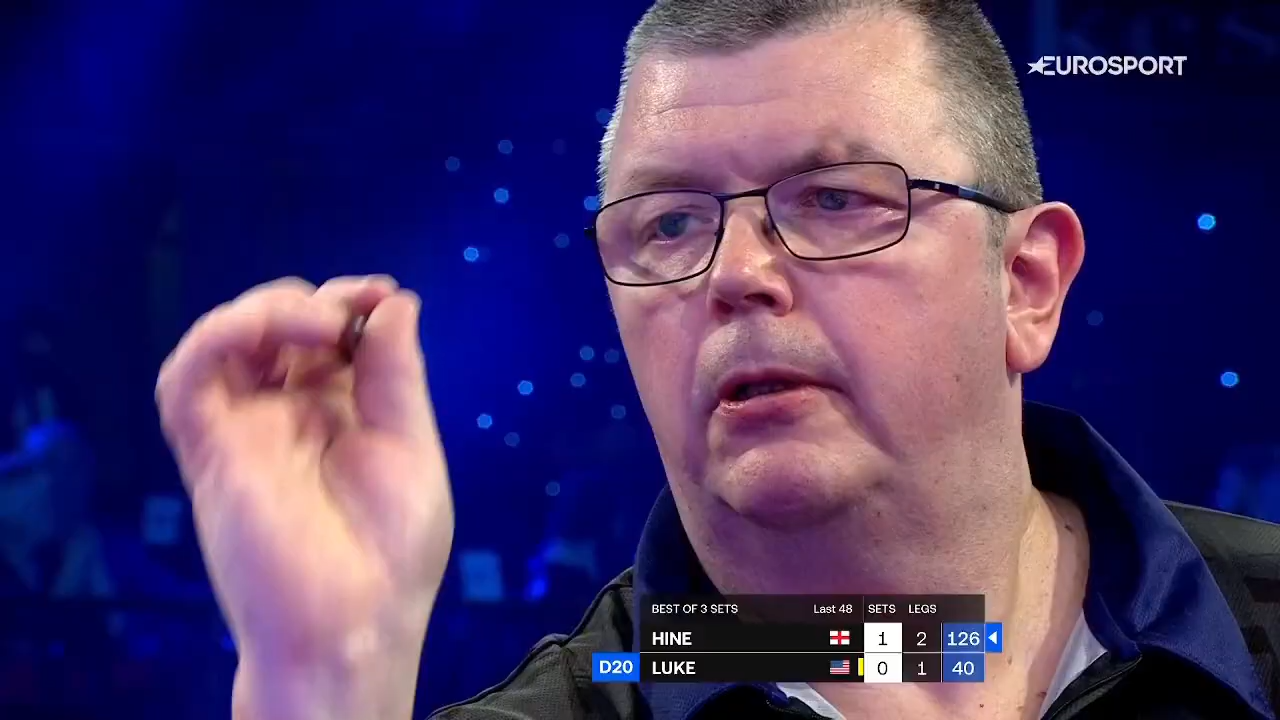 EUROSPORT
BEST OF 3 SETS Last 48 SETS LEGS
HINE 1 2 126
D20 LUKE 0 1 40